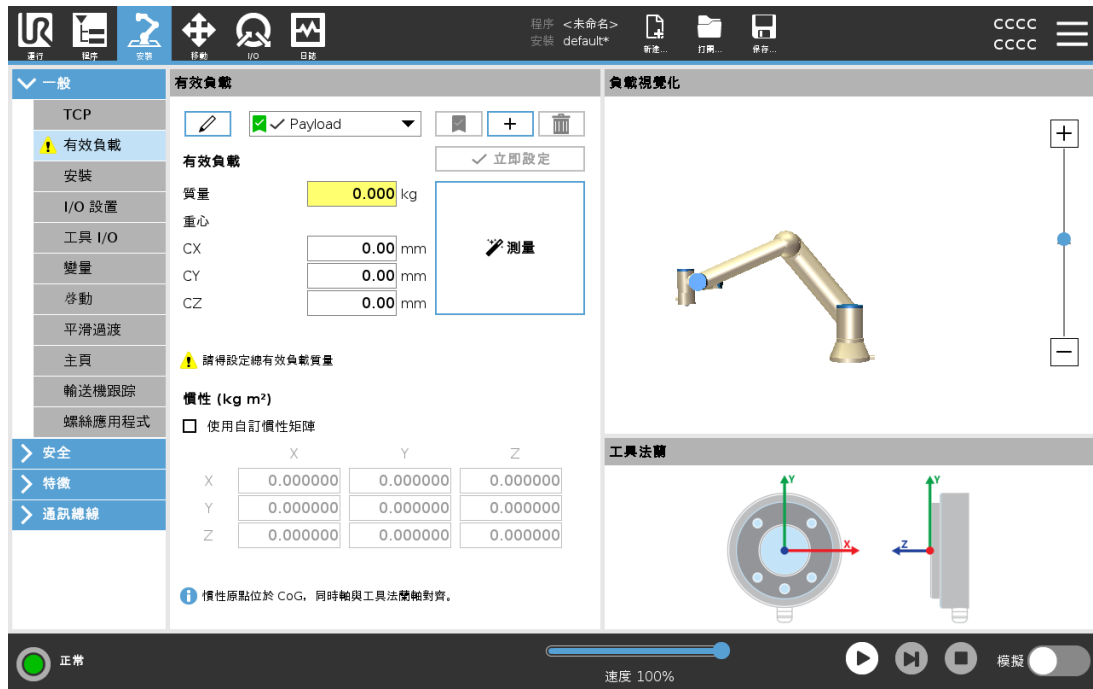 UR
程序 <未命名>
安裝 default*
cccc
cccc
運行 程序 安裝 移動 I/O 日誌
新建... 打開... 保存...
一般
TCP
有效負載
安裝
I/O 設置
工具 I/O
變量
啓動
平滑過渡
主頁
輸送機跟踪
螺絲應用程式
安全
特徵
通訊總線
有效負載
Payload
有效負載
立即設定
質量 0.000 kg
重心
CX 0.00 mm
CY 0.00 mm
CZ 0.00 mm
測量
請得設定總有效負載質量
慣性 (kg m²)
使用自訂慣性矩陣
X Y Z
X 0.000000 0.000000 0.000000
Y 0.000000 0.000000 0.000000
Z 0.000000 0.000000 0.000000
慣性原點位於 CoG，同時軸與工具法蘭軸對齊。
負載視覺化
工具法蘭
Y
X
Y
Z
正常
速度 100%
模擬